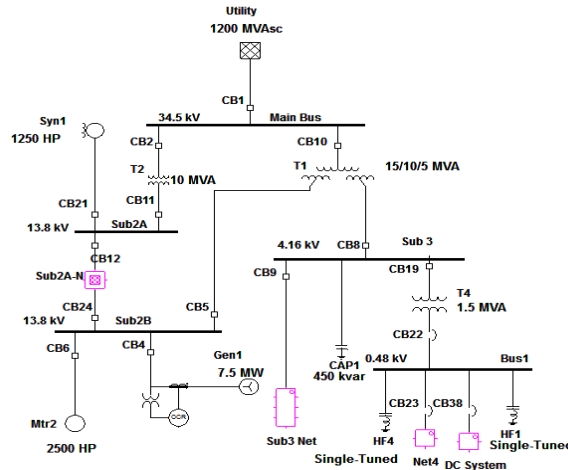 Utility
1200 MVAsc
CB1
34.5 kV Main Bus
Syn1
1250 HP
CB2
CB10
T2
10 MVA
T1
15/10/5 MVA
CB21
CB11
13.8 kV Sub2A
CB12
Sub2A-N
CB24
CB5
13.8 kV Sub2B
4.16 kV CB8 Sub 3
CB9
CB19
T4
1.5 MVA
CB22
CB6
CB4
Gen1
7.5 MW
CAP1
450 kvar
0.48 kV Bus1
OCR
Mtr2
2500 HP
Sub3 Net
CB23
CB38
HF4
HF1
Single-Tuned
Single-Tuned
Net4
DC System